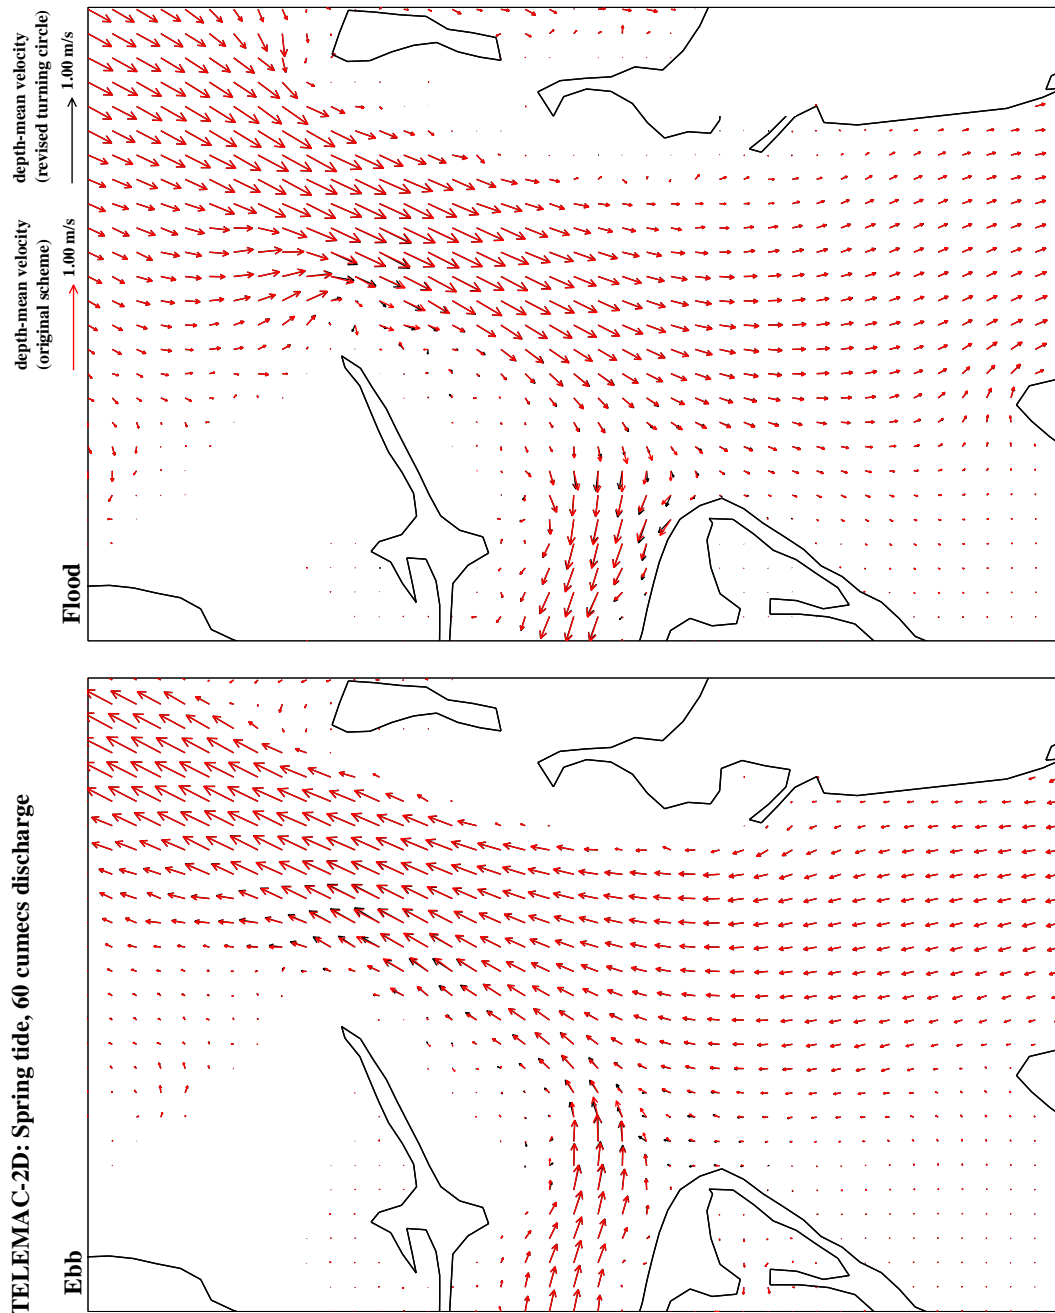 TELEMAC-2D: Spring tide, 60 cumecs discharge
Ebb
Flood
depth-mean velocity
(original scheme)
1.00 m/s
depth-mean velocity
(revised turning circle)
1.00 m/s